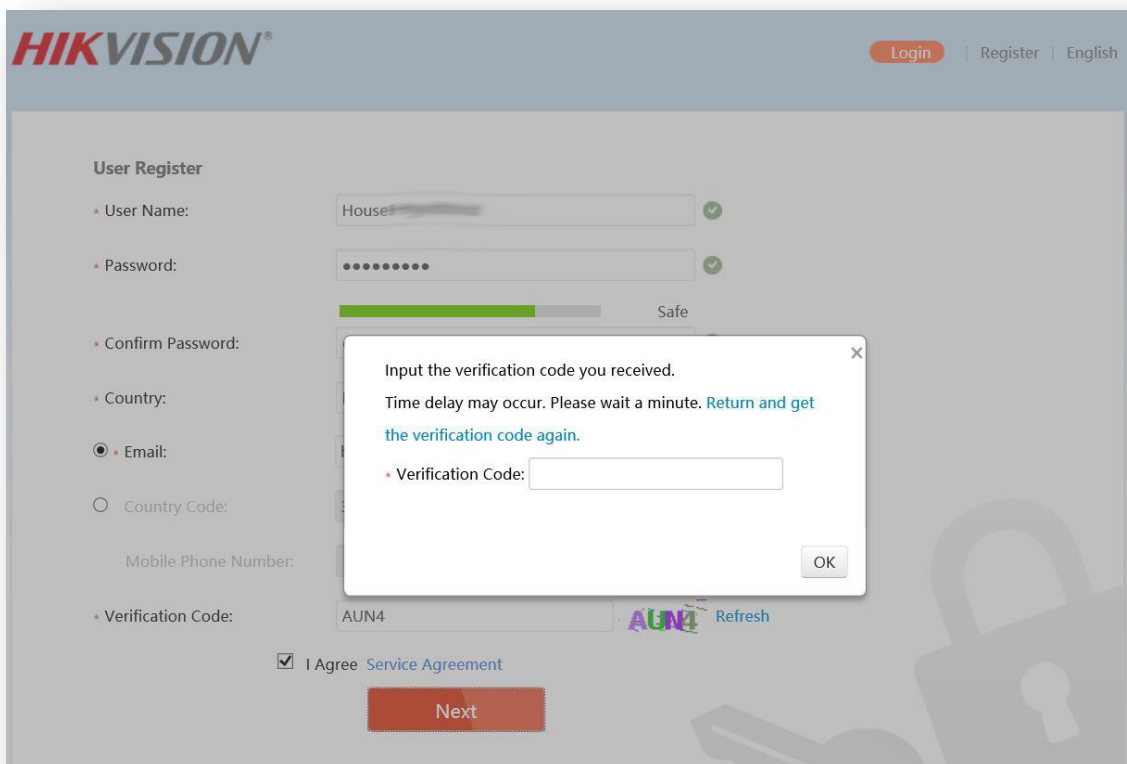 HIKVISION®
Login | Register | English
User Register
* User Name: House
* Password: ●●●●●●●●●
Safe
* Confirm Password:
Input the verification code you received.
* Country:
Time delay may occur. Please wait a minute. Return and get
the verification code again.
* Email:
* Verification Code:
Country Code:
Mobile Phone Number:
OK
* Verification Code: AUN4 AUN4 Refresh
I Agree Service Agreement
Next